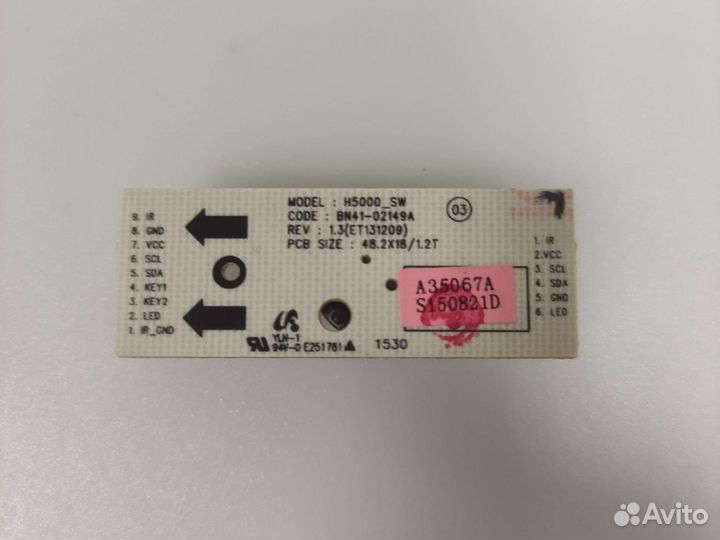 9. IR
8. GND
7. VCC
6. SCL
5. SDA
4. KEY1
3. KEY2
2. LED
1. IR_GND
MODEL : H5000_SW
CODE : BN41-02149A
REV : 1.3(ET131209)
PCB SIZE : 48.2X18/1.2T
03
1. IR
2.VCC
3. SCL
4. SDA
5. GND
6. LED
A35067A
S150821D
YLH-1
94V-0 E251781
1530
Avito